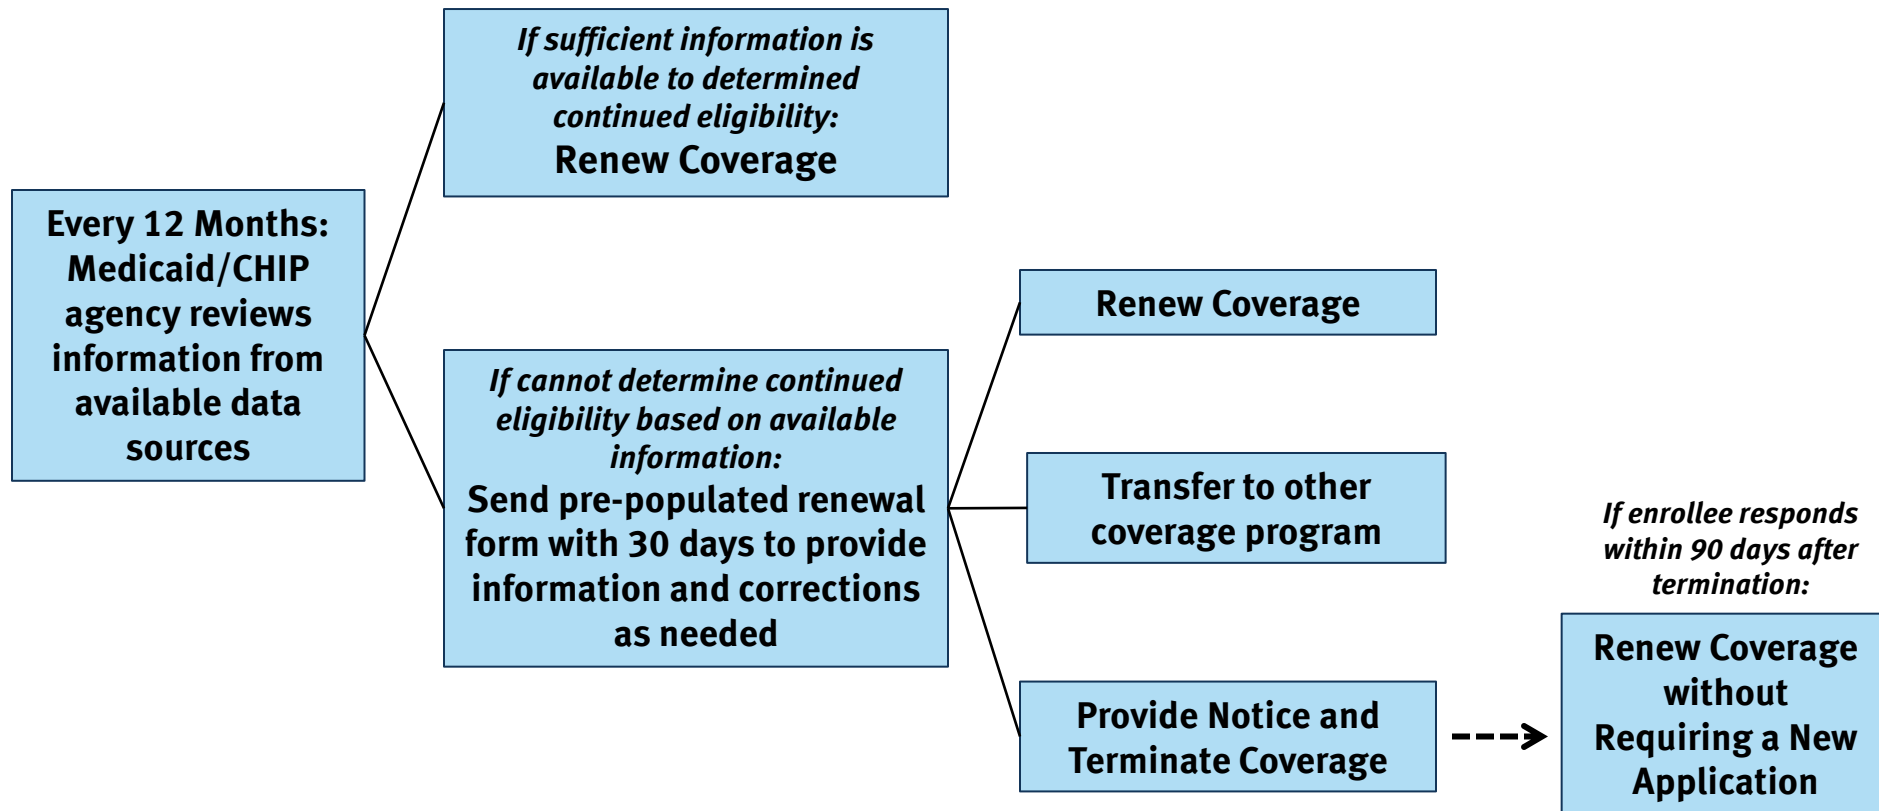 Every 12 Months:
Medicaid/CHIP
agency reviews
information from
available data
sources
If sufficient information is
available to determined
continued eligibility:
Renew Coverage
If cannot determine continued
eligibility based on available
information:
Send pre-populated renewal
form with 30 days to provide
information and corrections
as needed
Renew Coverage
Transfer to other
coverage program
Provide Notice and
Terminate Coverage
If enrollee responds
within 90 days after
termination:
Renew Coverage
without
Requiring a New
Application